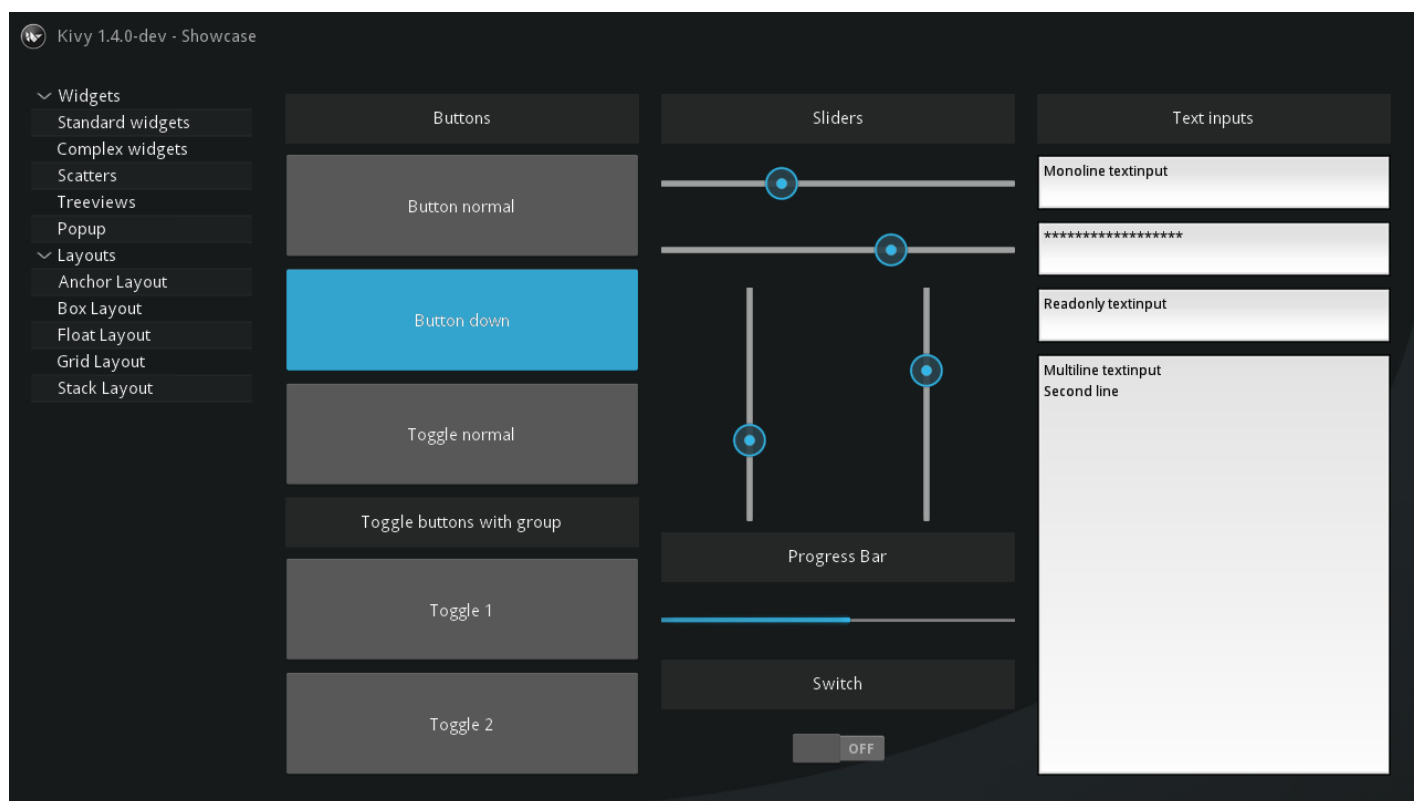 Kivy 1.4.0-dev - Showcase
Widgets
Standard widgets
Complex widgets
Scatters
Treeviews
Popup
Layouts
Anchor Layout
Box Layout
Float Layout
Grid Layout
Stack Layout
Buttons
Button normal
Button down
Toggle normal
Toggle buttons with group
Toggle 1
Toggle 2
Sliders
Progress Bar
Switch
OFF
Text inputs
Monoline textinput
******************
Readonly textinput
Multiline textinput
Second line